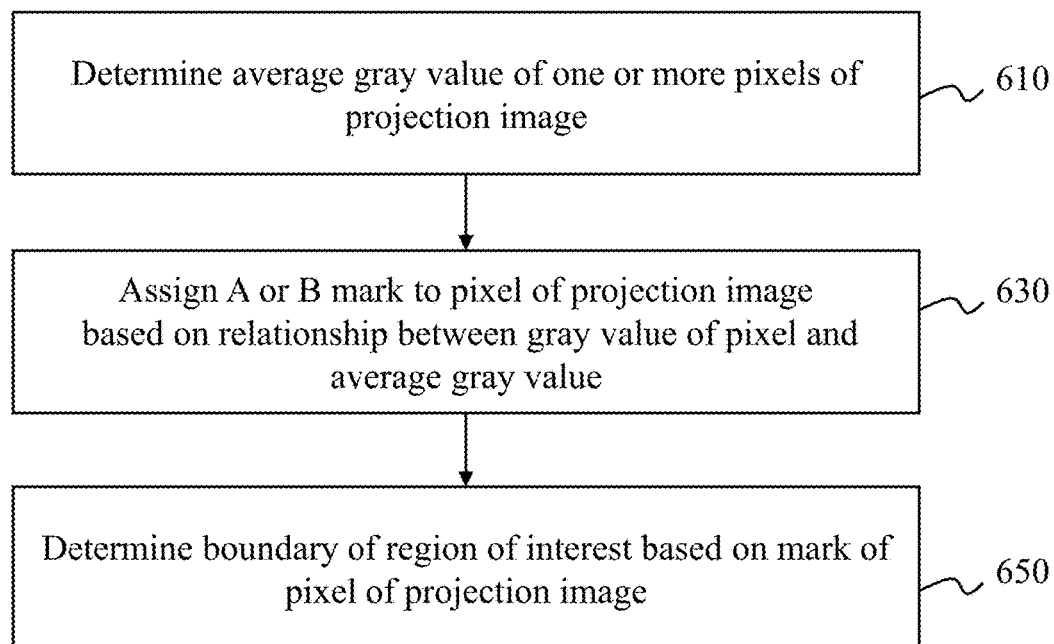 Determine average gray value of one or more pixels of
projection image
610
Assign A or B mark to pixel of projection image
based on relationship between gray value of pixel and
average gray value
630
Determine boundary of region of interest based on mark of
pixel of projection image
650